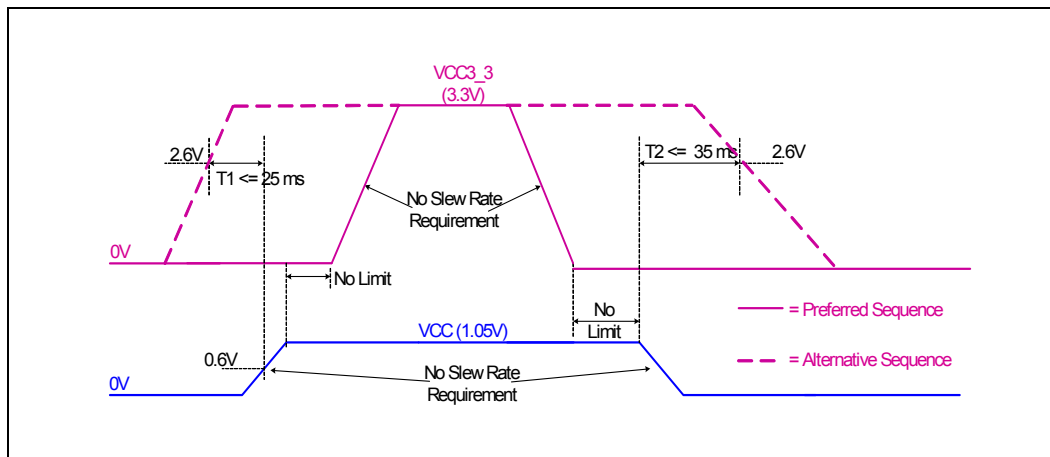 VCC3_3
(3.3V)
2.6V
T1 <= 25 ms
T2 <= 35 ms
2.6V
No Slew Rate
Requirement
0V
No Limit
No
Limit
= Preferred Sequence
VCC (1.05V)
0.6V
= Alternative Sequence
No Slew Rate
Requirement
0V